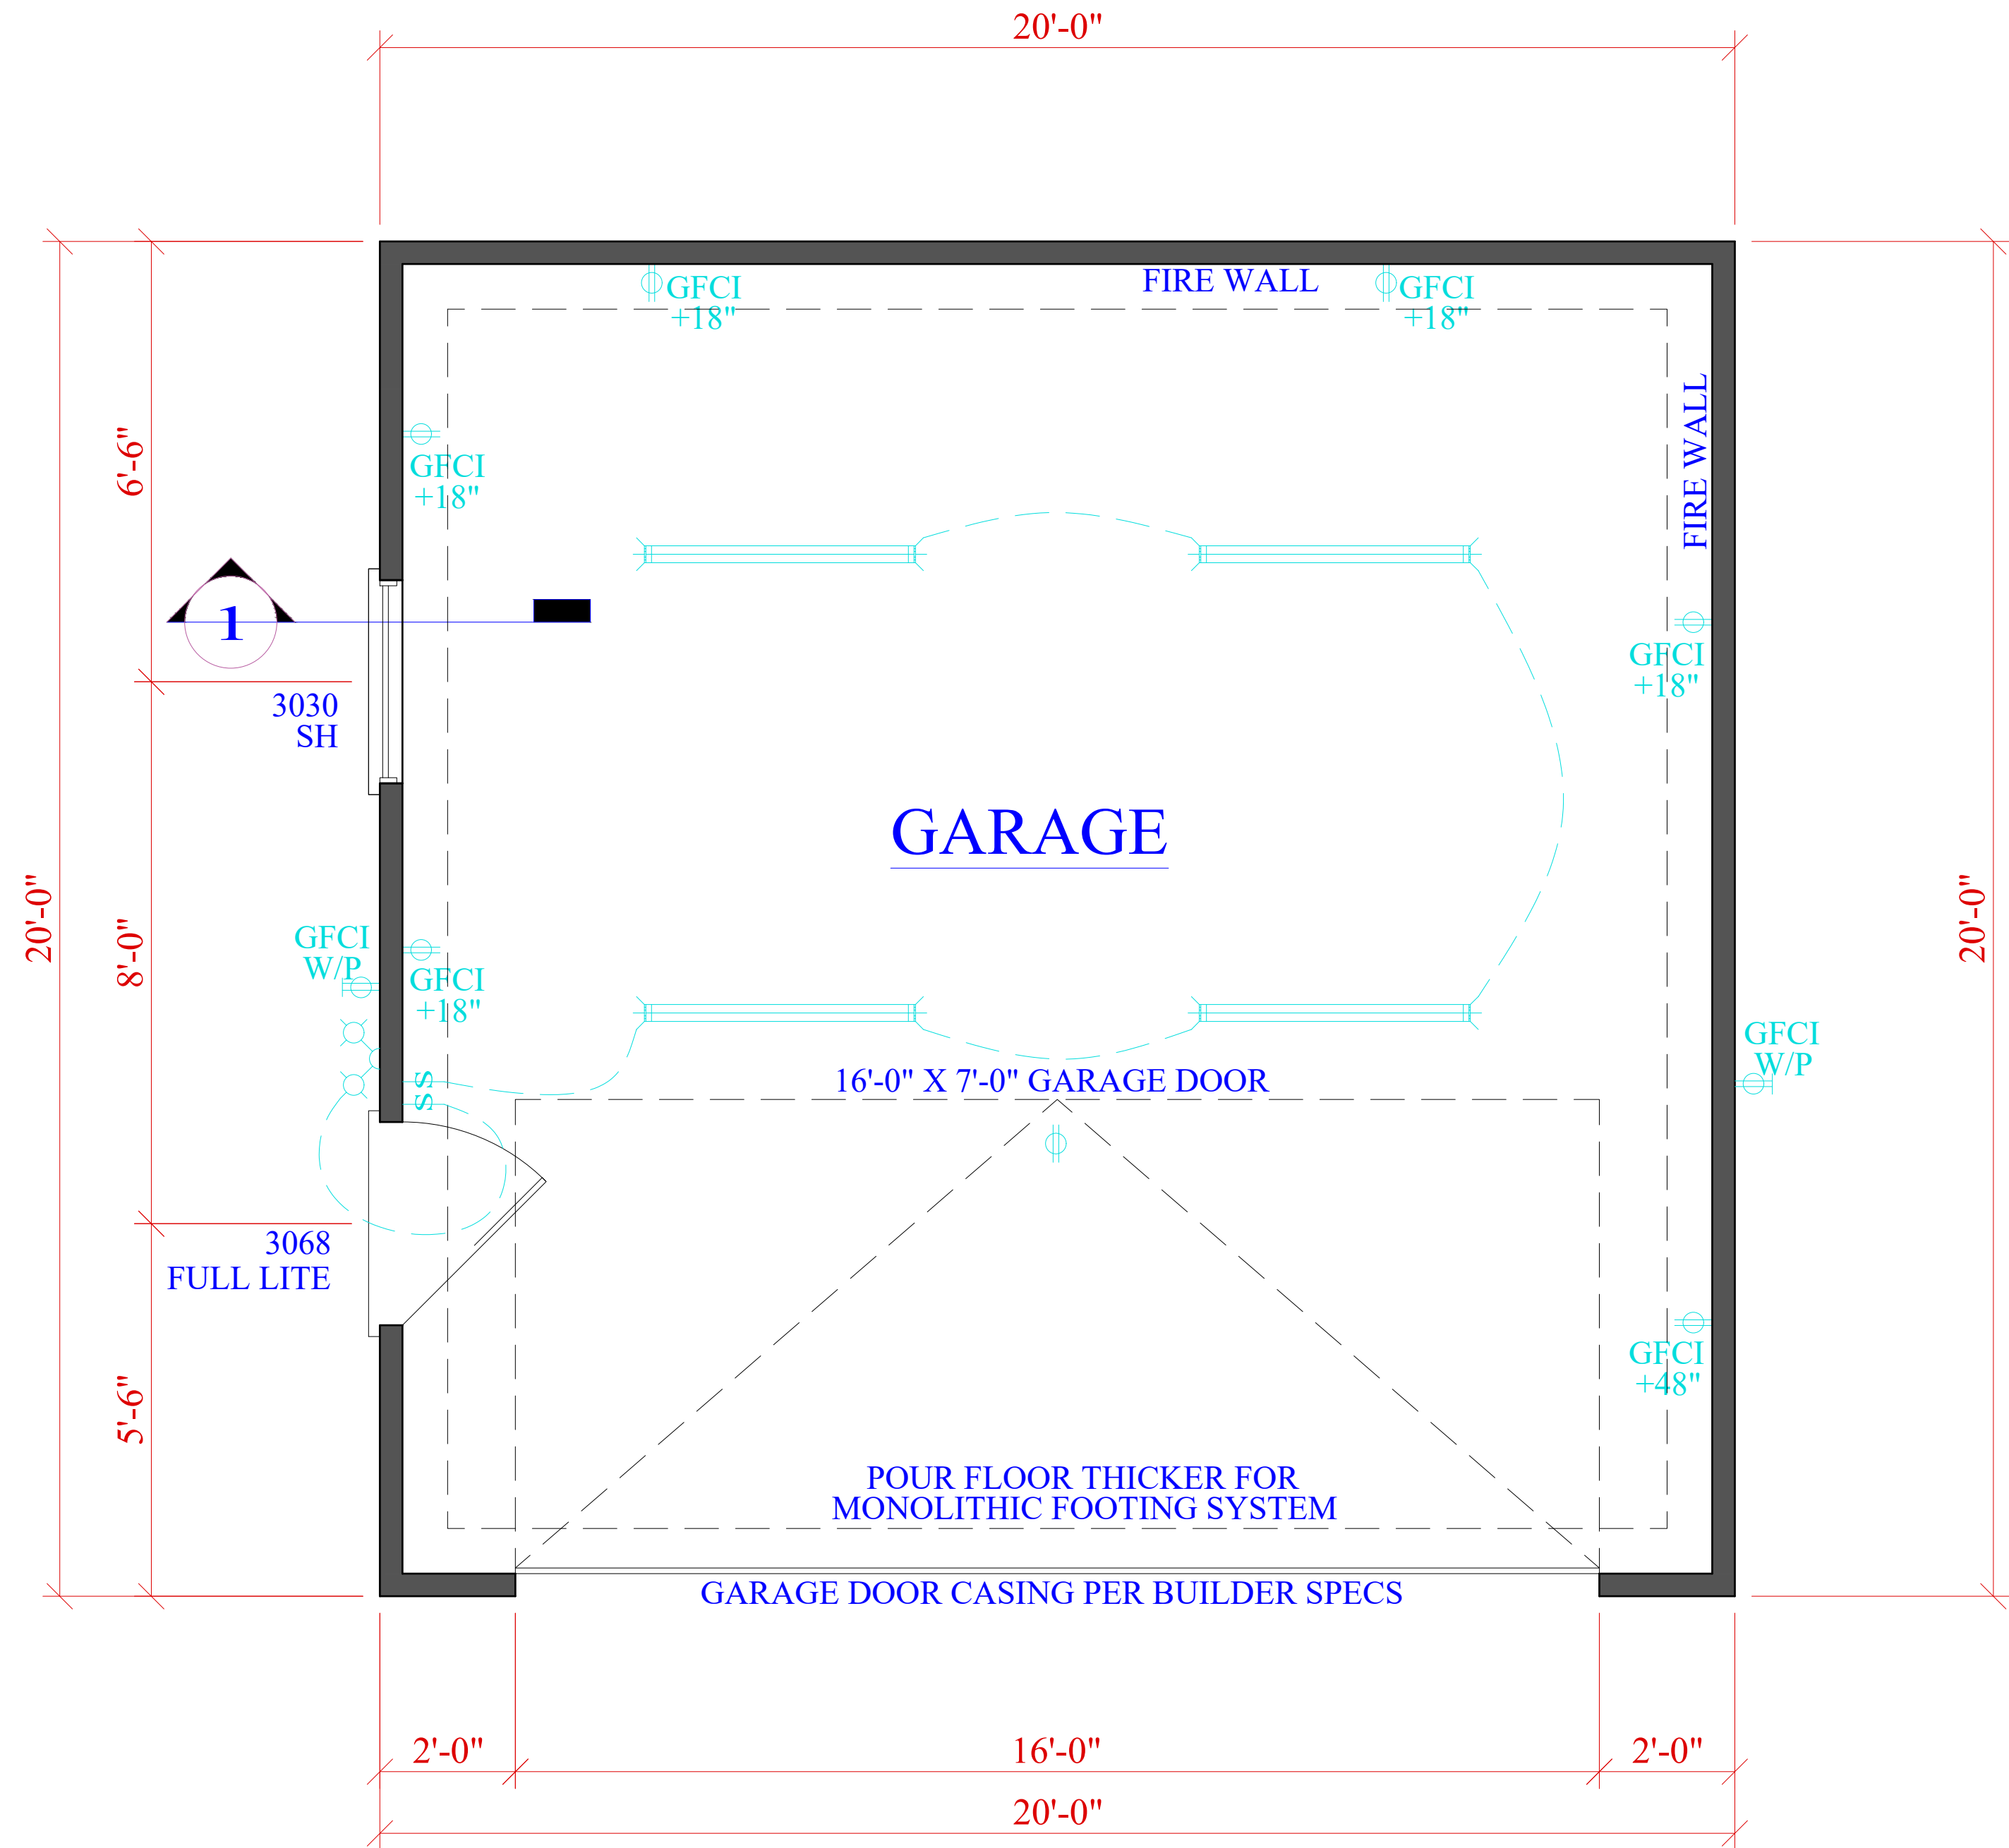 20'-0"
GFCI
+18"
FIRE WALL
GFCI
+18"
FIRE WALL
6'-6"
GFCI
+18"
1
3030
SH
GFCI
+18"
GARAGE
20'-0"
8'-0"
20'-0"
GFCI
W/P
GFCI
+18"
GFCI
W/P
S
S
16'-0" X 7'-0" GARAGE DOOR
3068
FULL LITE
5'-6"
GFCI
+48"
POUR FLOOR THICKER FOR
MONOLITHIC FOOTING SYSTEM
GARAGE DOOR CASING PER BUILDER SPECS
2'-0"
16'-0"
2'-0"
20'-0"